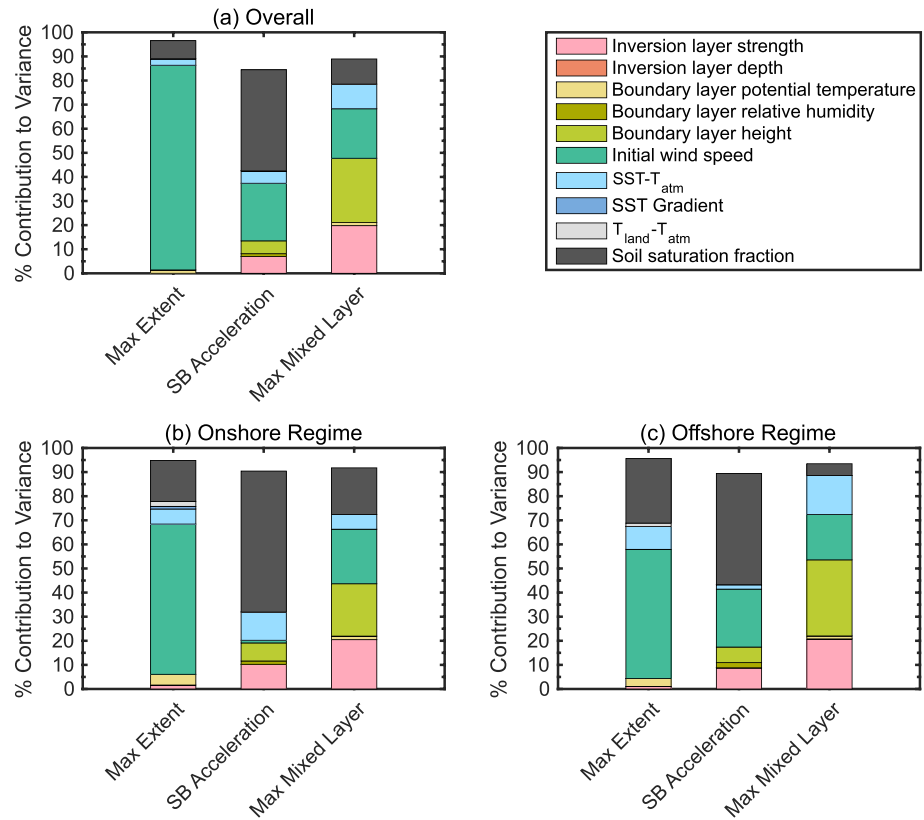 (a) Overall
% Contribution to Variance
100
90
80
70
60
50
40
30
20
10
0
Max Extent
SB Acceleration
Max Mixed Layer
Inversion layer strength
Inversion layer depth
Boundary layer potential temperature
Boundary layer relative humidity
Boundary layer height
Initial wind speed
SST-T_atm
SST Gradient
T_land-T_atm
Soil saturation fraction
(b) Onshore Regime
% Contribution to Variance
100
90
80
70
60
50
40
30
20
10
0
Max Extent
SB Acceleration
Max Mixed Layer
(c) Offshore Regime
% Contribution to Variance
100
90
80
70
60
50
40
30
20
10
0
Max Extent
SB Acceleration
Max Mixed Layer